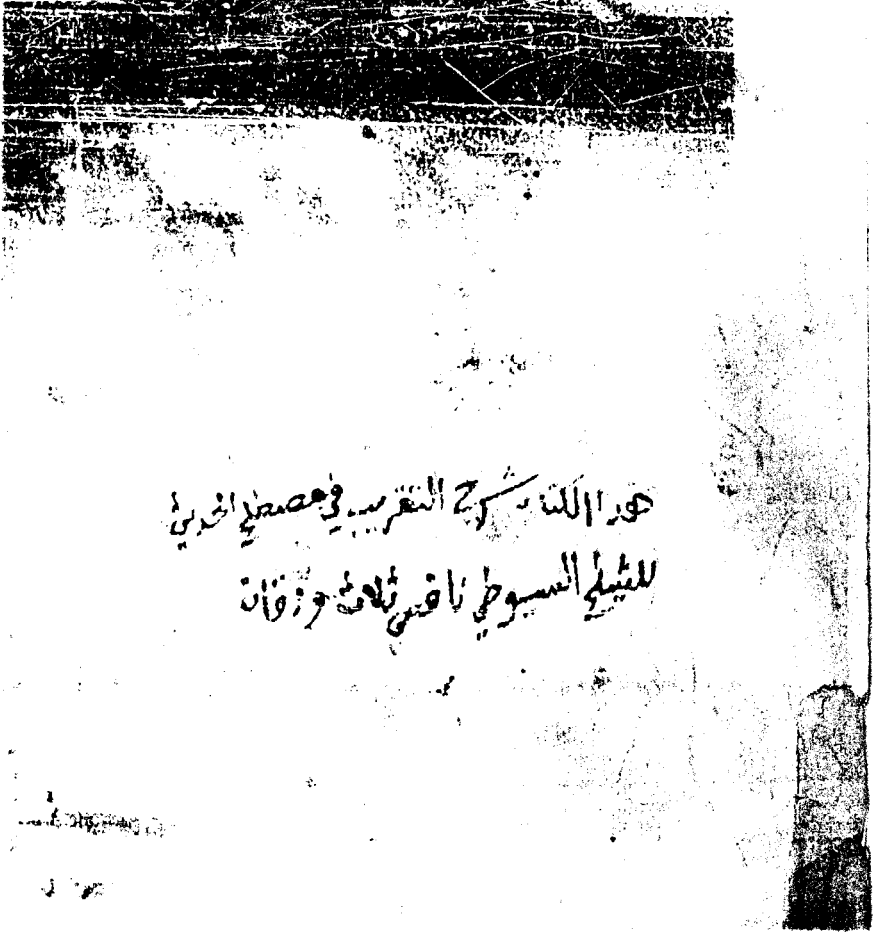 هذا الكتاب شرح التقريب في مصطلح الحديث
للشيخ السيوطي ناقص ثلاث ورقات